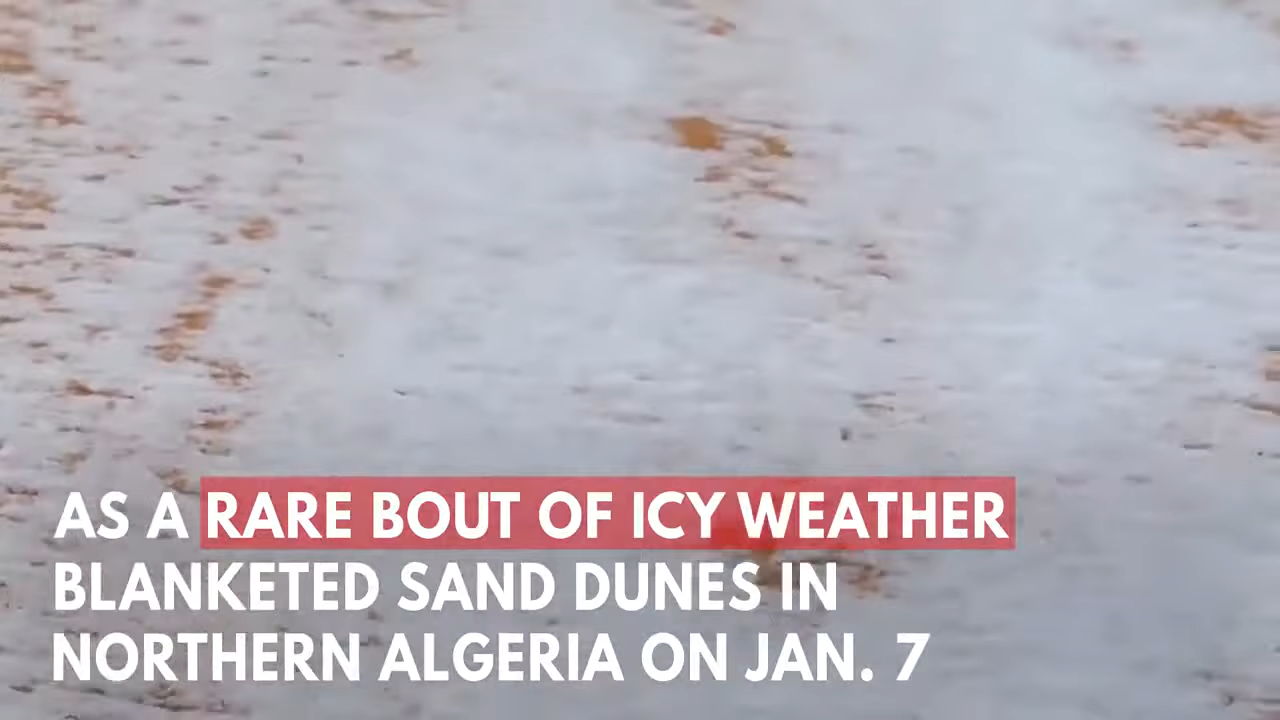 AS A RARE BOUT OF ICY WEATHER
BLANKETED SAND DUNES IN
NORTHERN ALGERIA ON JAN. 7